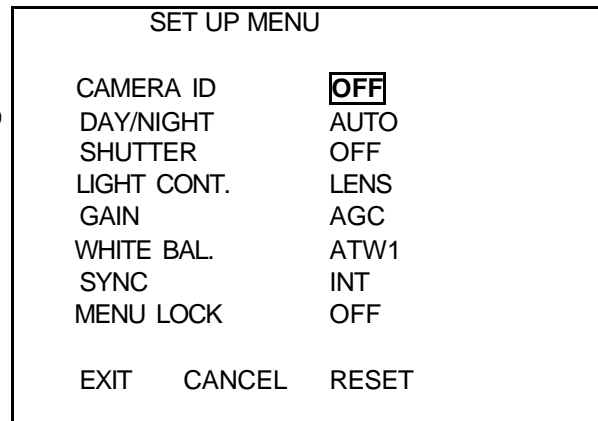 SET UP MENU
CAMERA ID OFF
DAY/NIGHT AUTO
SHUTTER OFF
LIGHT CONT. LENS
GAIN AGC
WHITE BAL. ATW1
SYNC INT
MENU LOCK OFF
EXIT CANCEL RESET